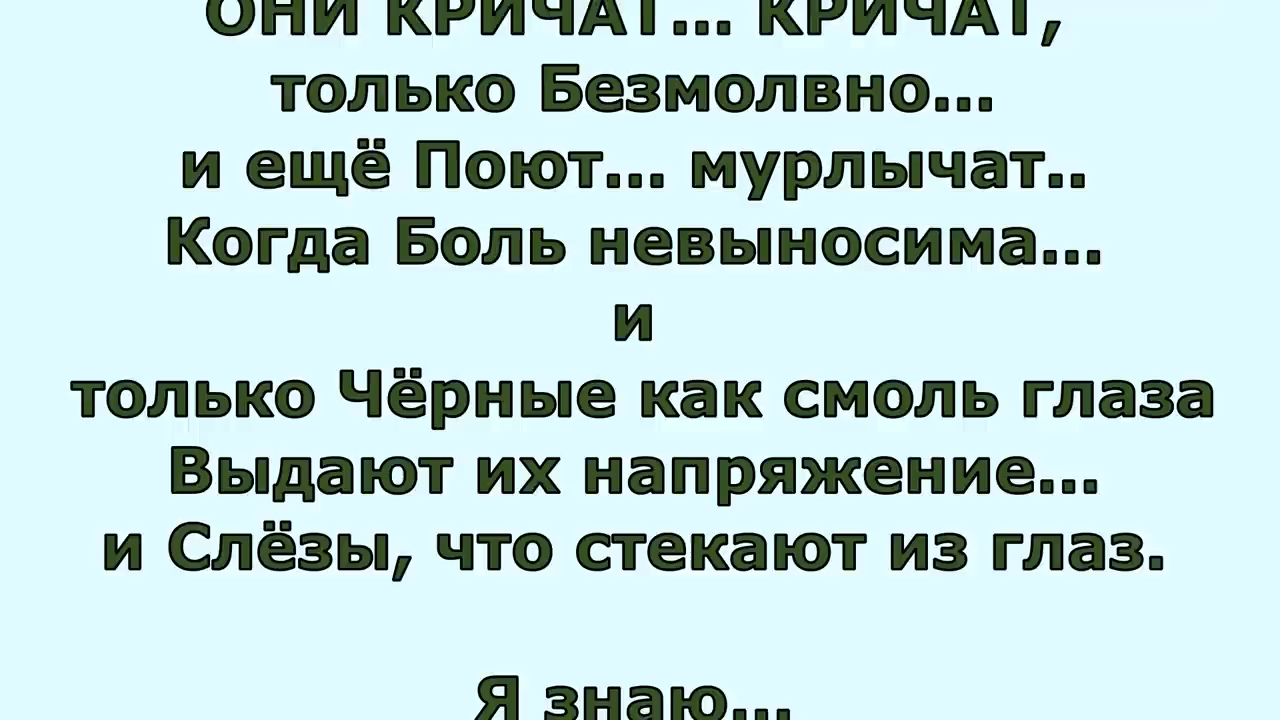 ОНИ КРИЧАТ... КРИЧАТ,
только Безмолвно...
и ещё Поют... мурлычат..
Когда Боль невыносима...
и
только Чёрные как смоль глаза
Выдают их напряжение...
и Слёзы, что стекают из глаз.
Я знаю...